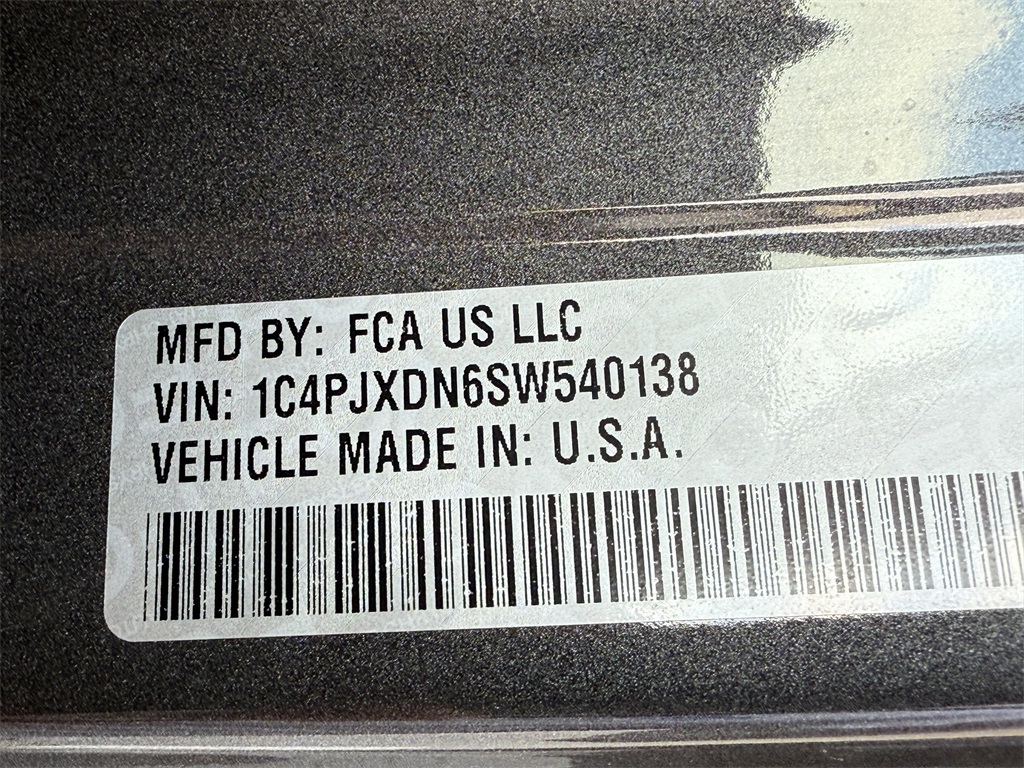 MFD BY: FCA US LLC
VIN: 1C4PJXDN6SW540138
VEHICLE MADE IN: U.S.A.